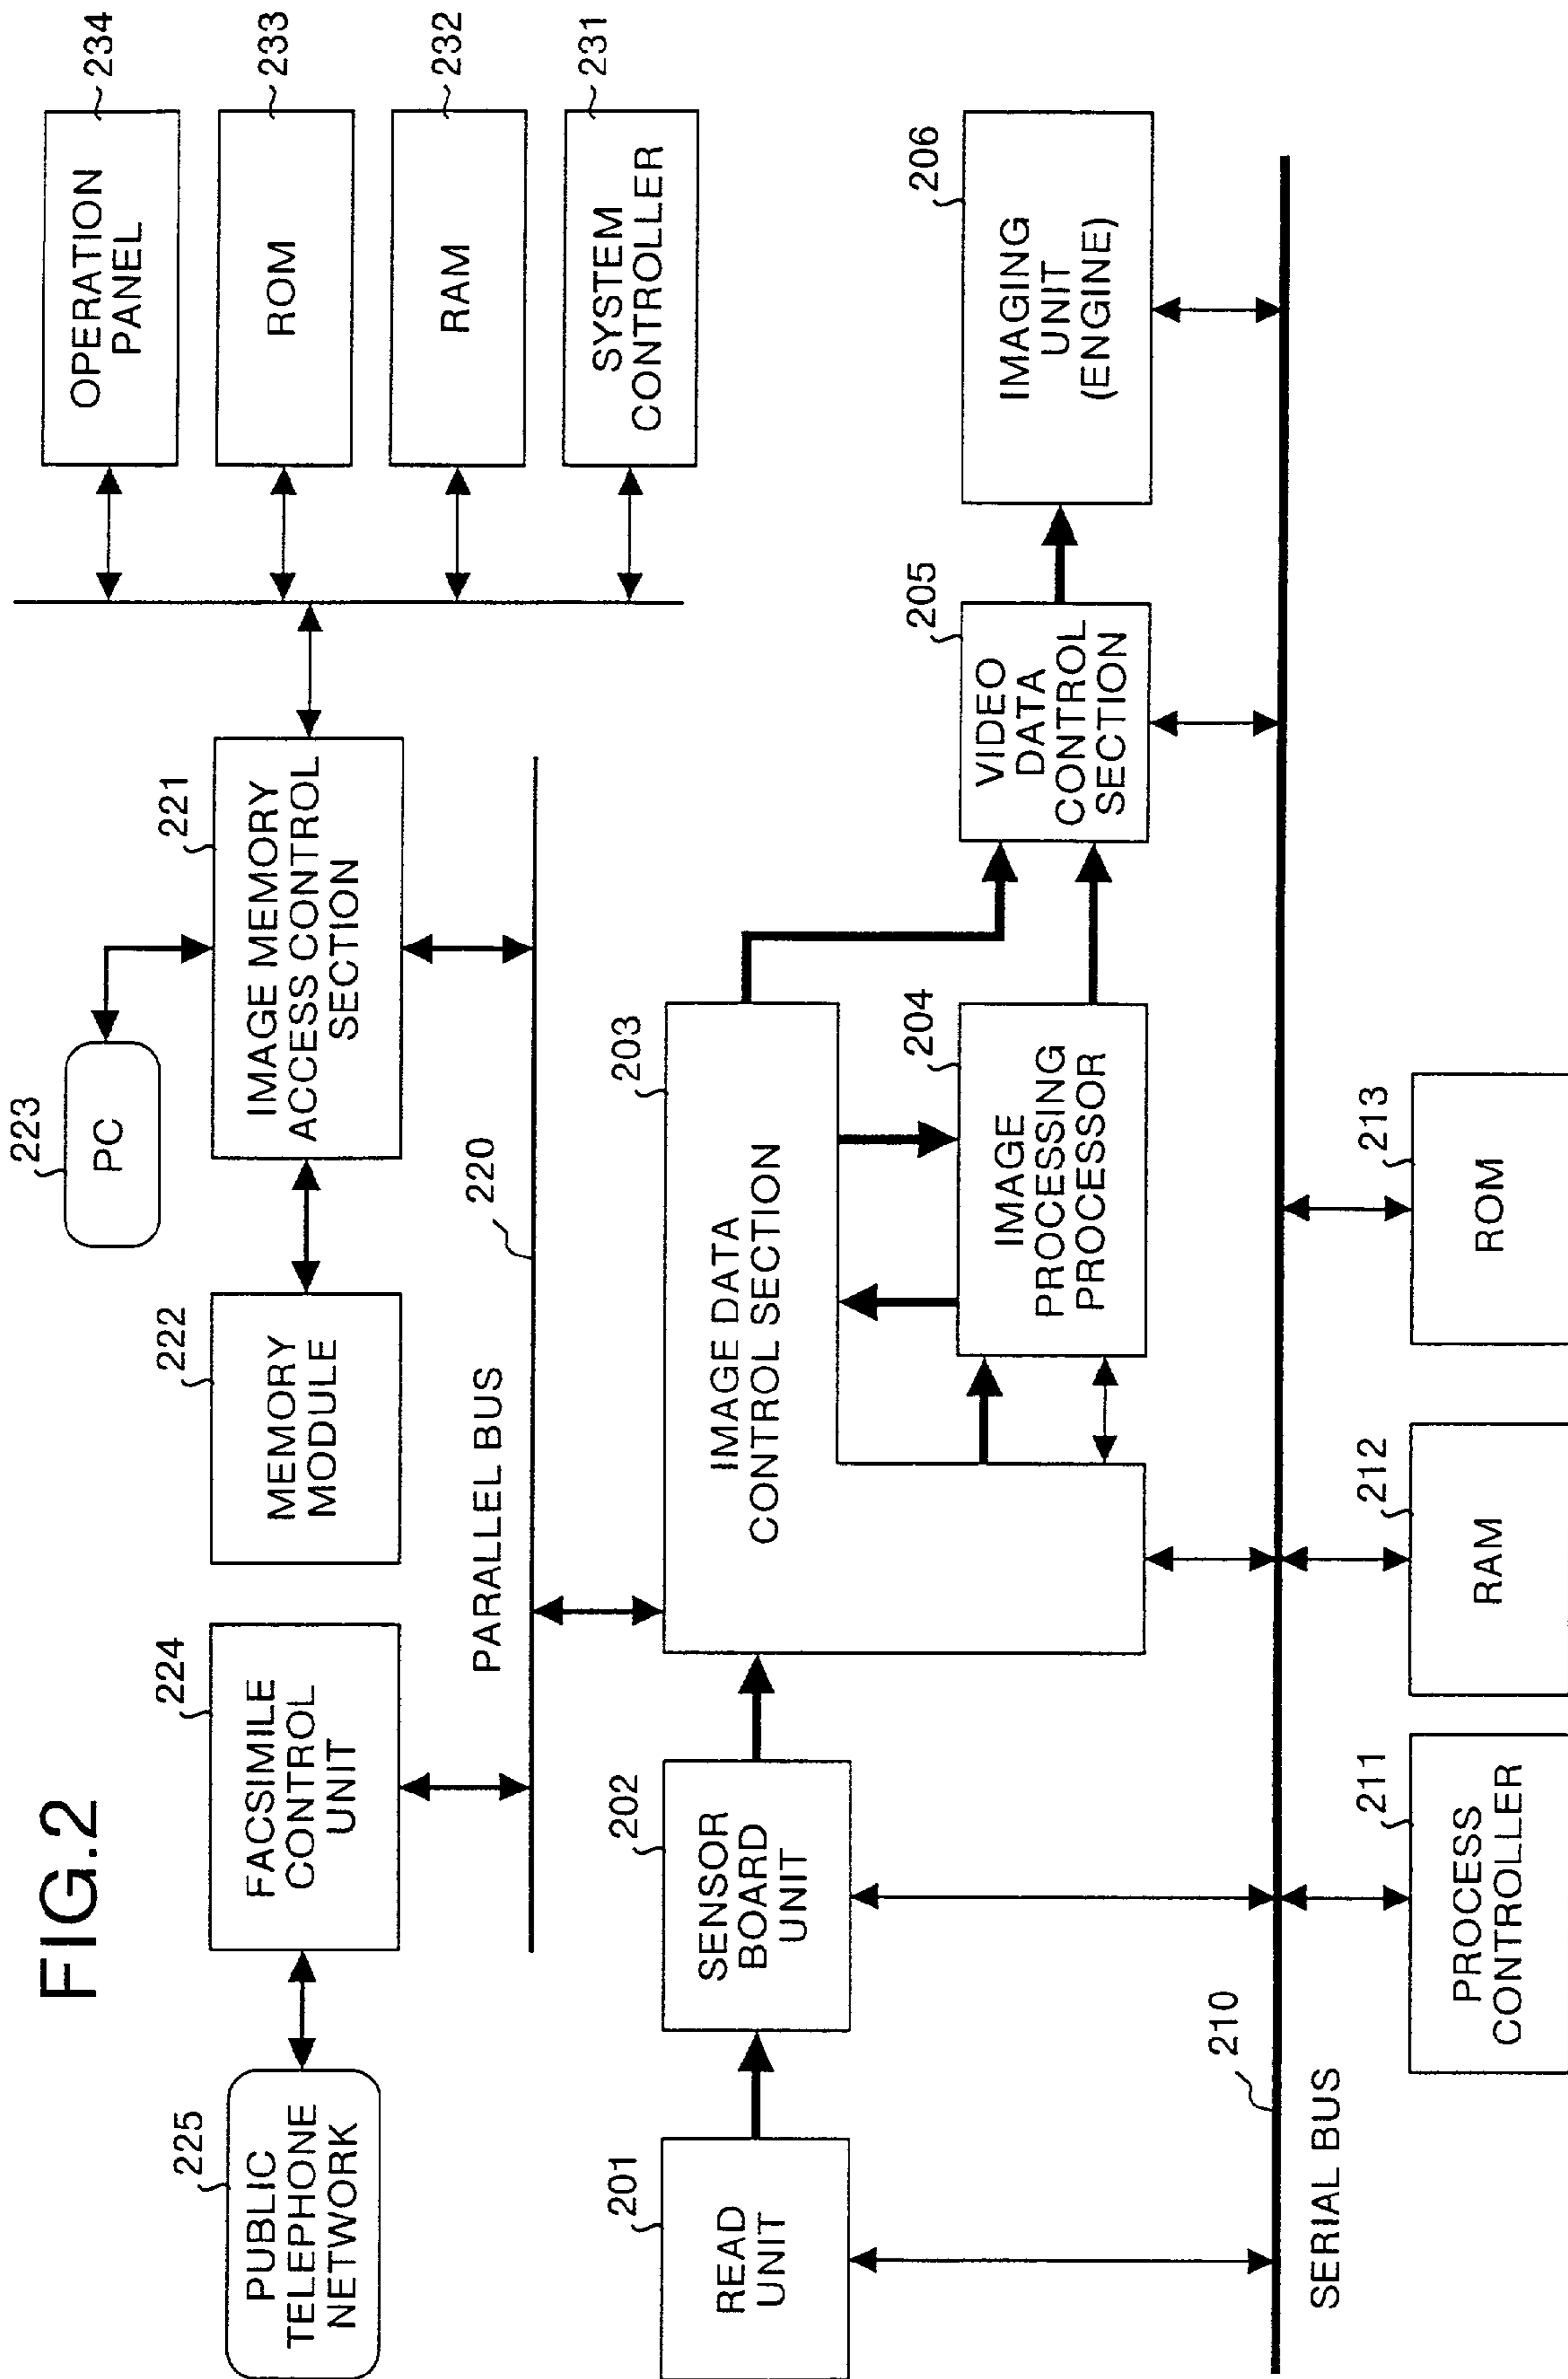 FIG.2
225
PUBLIC
TELEPHONE
NETWORK
224
FACSIMILE
CONTROL
UNIT
222
MEMORY
MODULE
223
PC
221
IMAGE MEMORY
ACCESS CONTROL
SECTION
OPERATION
PANEL
234
ROM
233
RAM
232
SYSTEM
CONTROLLER
231
PARALLEL BUS
220
201
READ
UNIT
202
SENSOR
BOARD
UNIT
203
IMAGE DATA
CONTROL SECTION
204
IMAGE
PROCESSING
PROCESSOR
205
VIDEO
DATA
CONTROL
SECTION
206
IMAGING
UNIT
(ENGINE)
210
SERIAL BUS
211
PROCESS
CONTROLLER
212
RAM
213
ROM